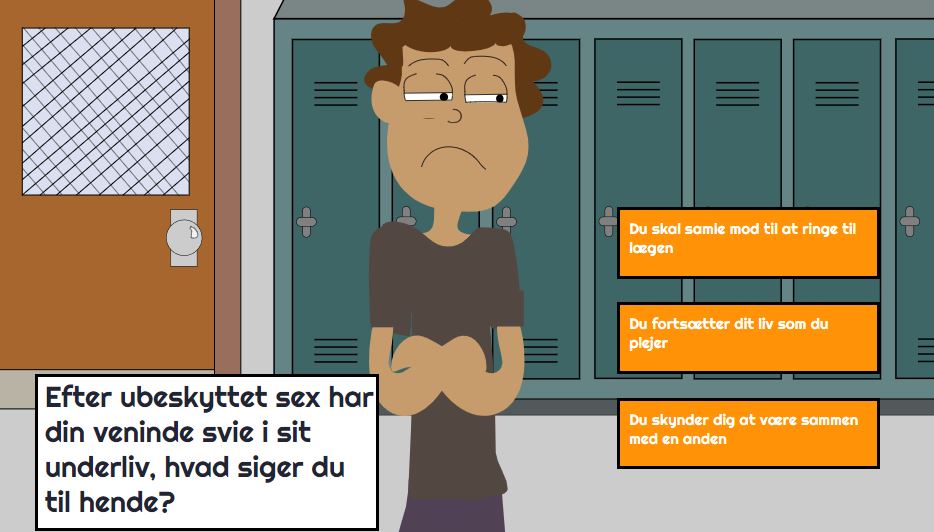 Efter ubeskyttet sex har
din veninde svie i sit
underliv, hvad siger du
til hende?
Du skal samle mod til at ringe til
lægen
Du fortsætter dit liv som du
plejer
Du skynder dig at være sammen
med en anden